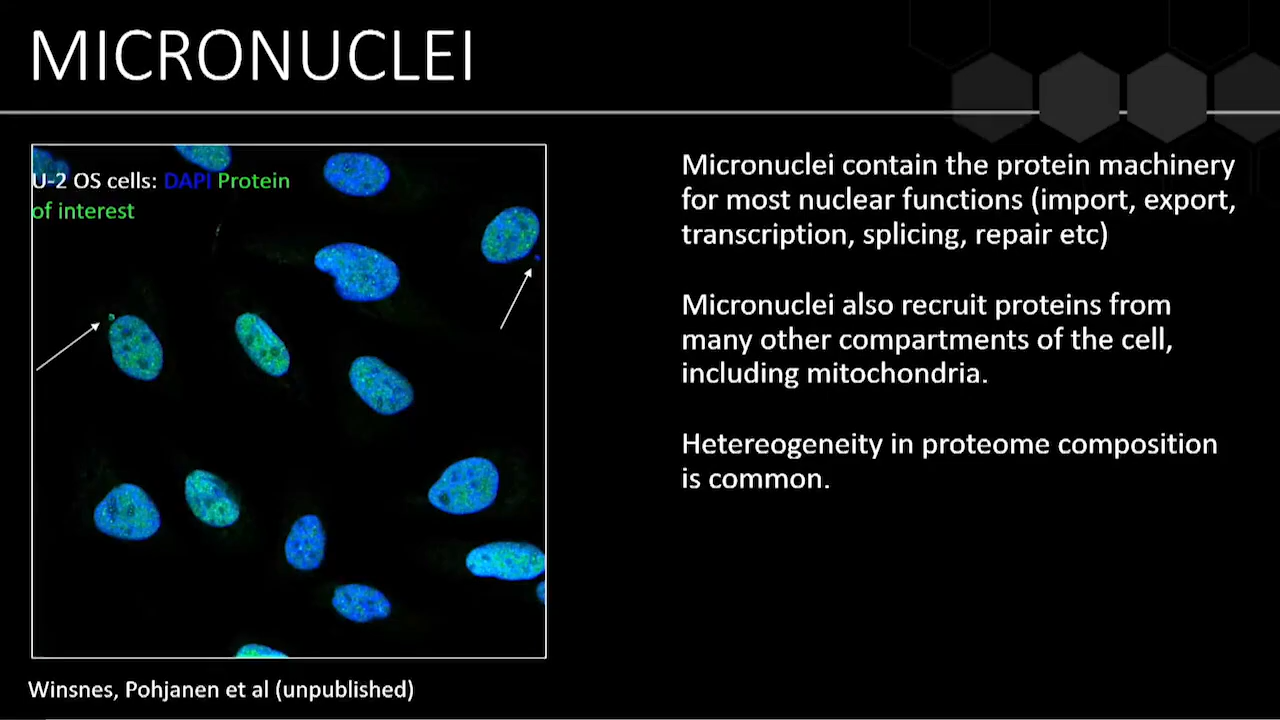 MICRONUCLEI
U-2 OS cells: DAPI Protein
of interest
Micronuclei contain the protein machinery
for most nuclear functions (import, export,
transcription, splicing, repair etc)
Micronuclei also recruit proteins from
many other compartments of the cell,
including mitochondria.
Hetereogeneity in proteome composition
is common.
Winsnes, Pohjanen et al (unpublished)